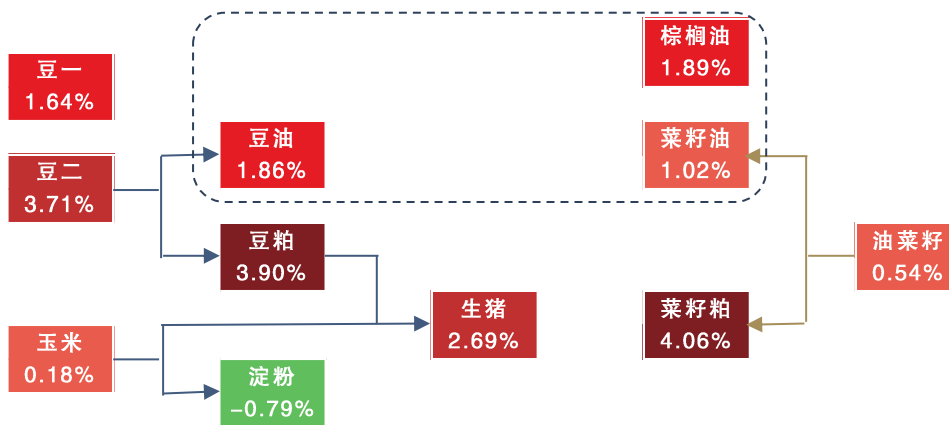 棕榈油
1.89%
豆一
1.64%
豆油
1.86%
菜籽油
1.02%
豆二
3.71%
豆粕
3.90%
油菜籽
0.54%
生猪
2.69%
菜籽粕
4.06%
玉米
0.18%
淀粉
-0.79%